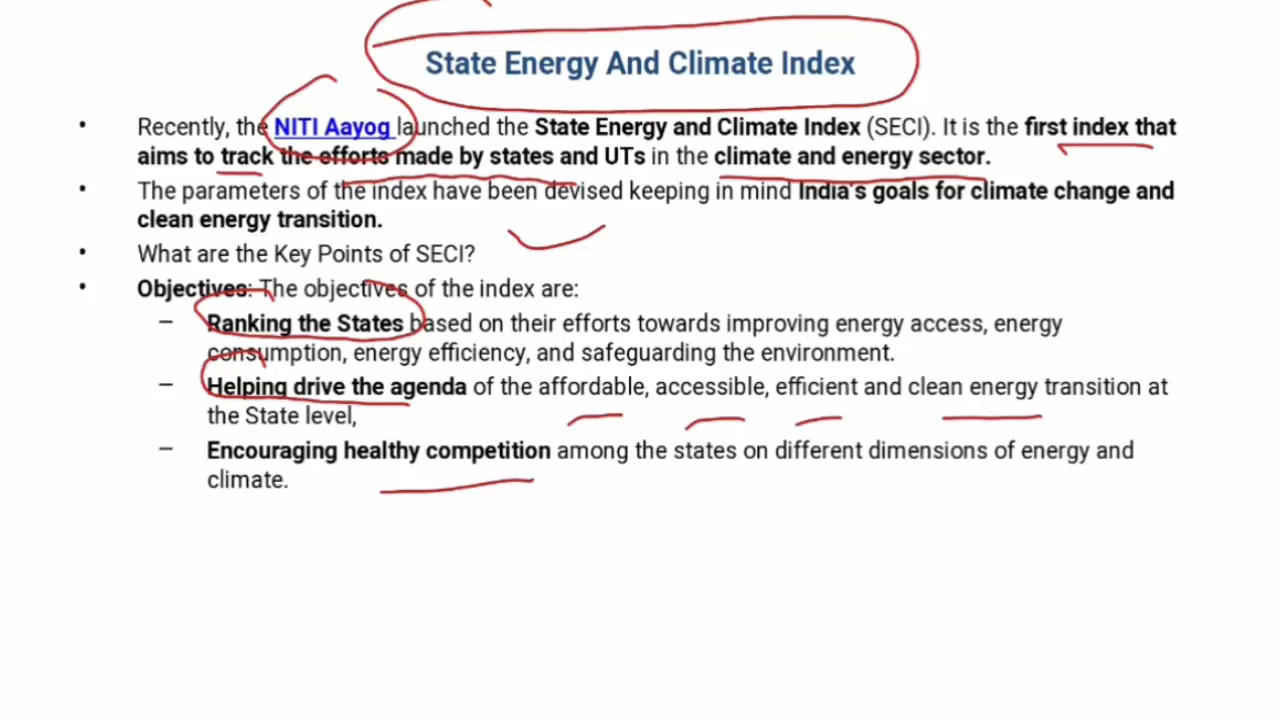 State Energy And Climate Index
• Recently, the NITI Aayog launched the State Energy and Climate Index (SECI). It is the first index that
aims to track the efforts made by states and UTs in the climate and energy sector.
• The parameters of the index have been devised keeping in mind India's goals for climate change and
clean energy transition.
• What are the Key Points of SECI?
• Objectives: The objectives of the index are:
– Ranking the States based on their efforts towards improving energy access, energy
consumption, energy efficiency, and safeguarding the environment.
– Helping drive the agenda of the affordable, accessible, efficient and clean energy transition at
the State level,
– Encouraging healthy competition among the states on different dimensions of energy and
climate.